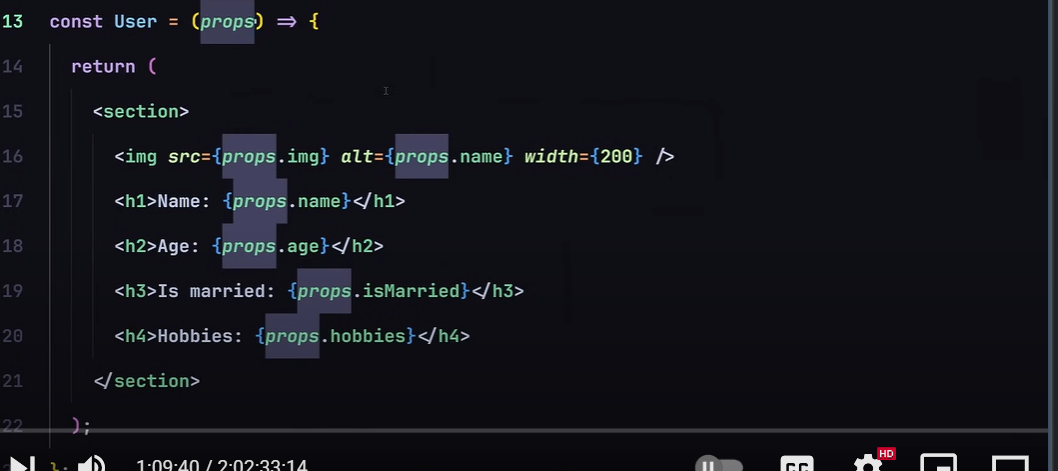 13 const User = (props) => {
14 return (
15 <section>
16 <img src={props.img} alt={props.name} width={200} />
17 <h1>Name: {props.name}</h1>
18 <h2>Age: {props.age}</h2>
19 <h3>Is married: {props.isMarried}</h3>
20 <h4>Hobbies: {props.hobbies}</h4>
21 </section>
22 );
};
1:09:40 / 2:02:33:14
CC
HD